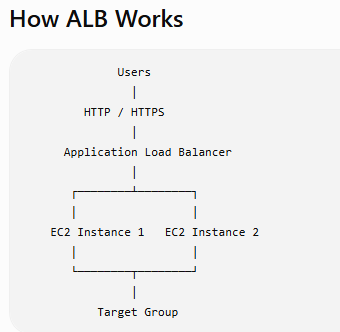 How ALB Works
Users
HTTP / HTTPS
Application Load Balancer
EC2 Instance 1 EC2 Instance 2
Target Group